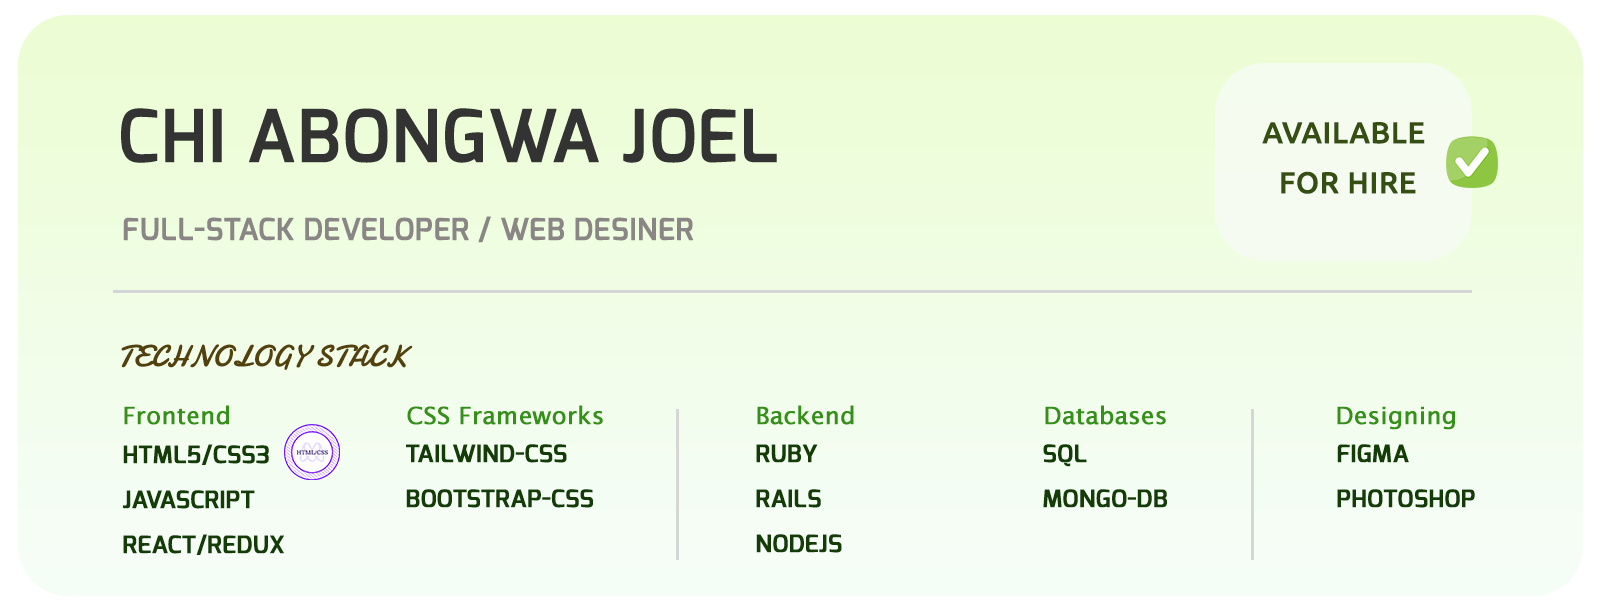 CHI ABONGWA JOEL
FULL-STACK DEVELOPER / WEB DESINER
AVAILABLE
FOR HIRE
TECHNOLOGY STACK
Frontend
HTML5/CSS3
HTML/CSS
JAVASCRIPT
REACT/REDUX
CSS Frameworks
TAILWIND-CSS
BOOTSTRAP-CSS
Backend
RUBY
RAILS
NODEJS
Databases
SQL
MONGO-DB
Designing
FIGMA
PHOTOSHOP